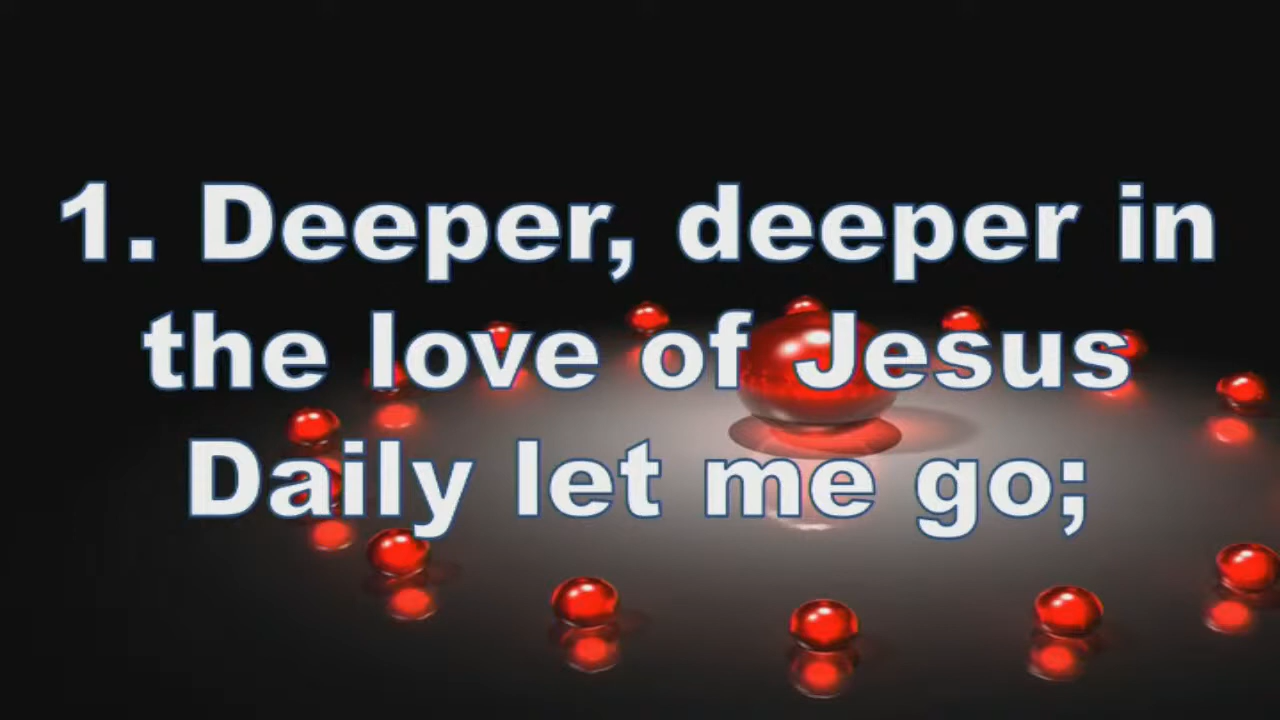 1. Deeper, deeper in
the love of Jesus
Daily let me go;